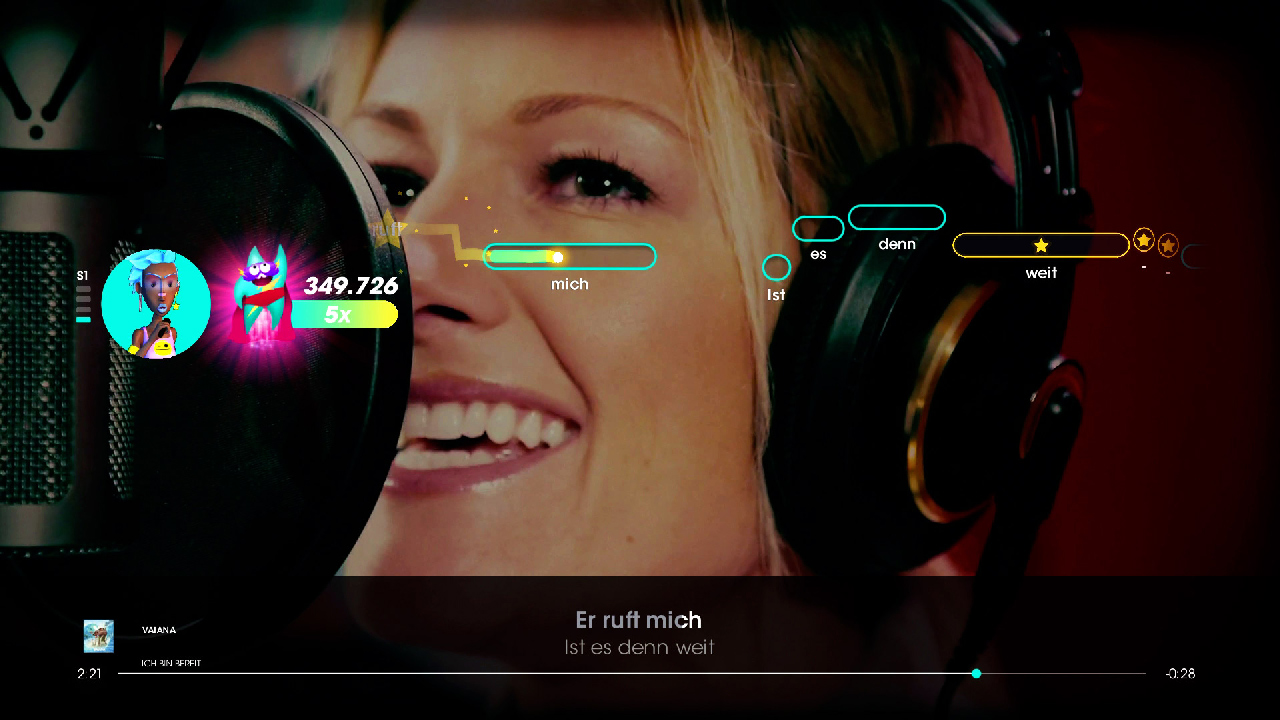 S1
349.726
5x
mich
Ist
es
denn
weit
-
-
Er ruft mich
Ist es denn weit
VAIANA
ICH BIN BEREIT
2:21
-0:28